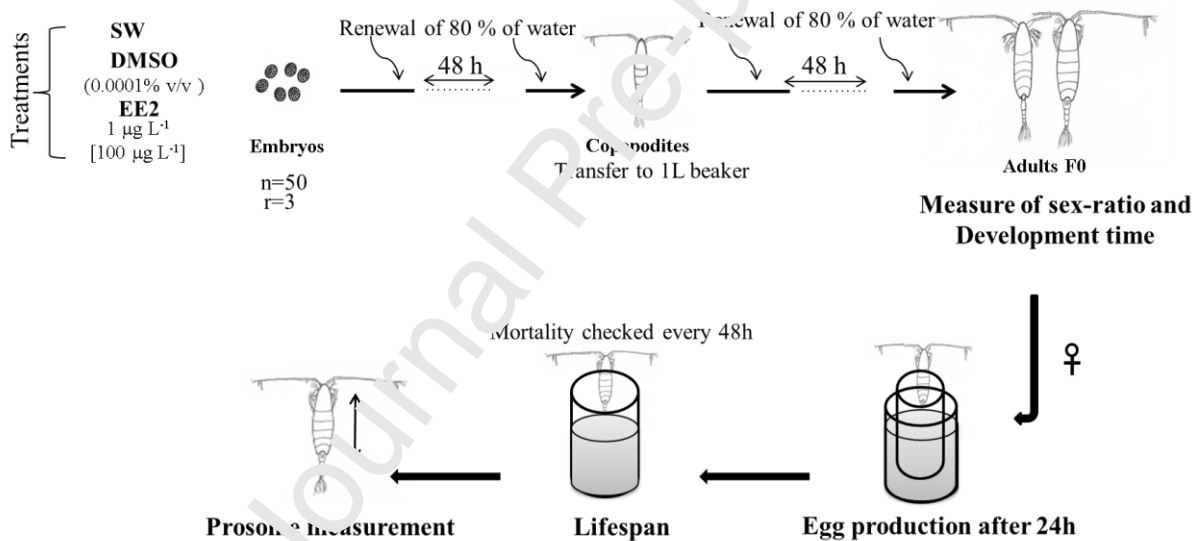 Treatments
SW
DMSO
(0.0001% v/v )
EE2
1 µg L-1
[100 µg L-1]
Embryos
n=50
r=3
Renewal of 80 % of water
48 h
Copepodites
Transfer to 1L beaker
Renewal of 80 % of water
48 h
Adults F0
Measure of sex-ratio and
Development time
♀
Egg production after 24h
Mortality checked every 48h
Lifespan
Prosome measurement
Journal Pre-p